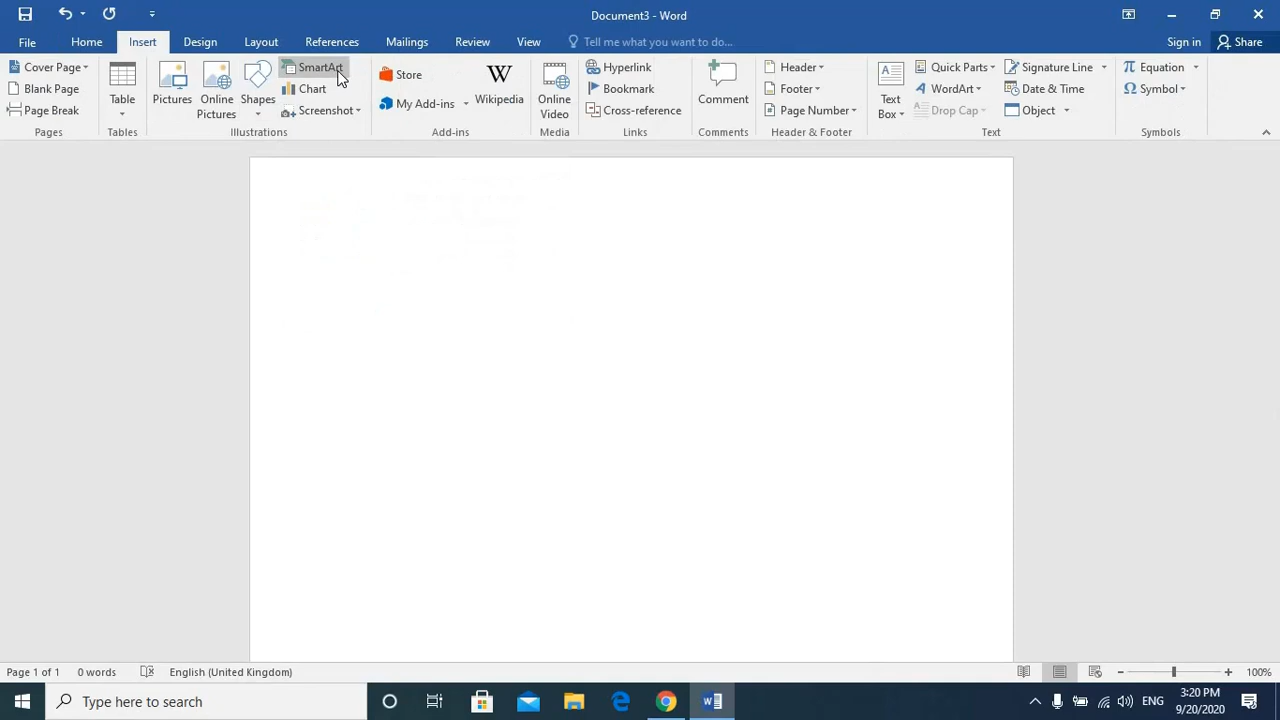 Document3 - Word
File Home Insert Design Layout References Mailings Review View Tell me what you want to do... Sign in Share
Cover Page
Blank Page
Page Break
Pages
Table
Tables
Pictures
Online
Pictures
Shapes
SmartArt
Chart
Screenshot
Illustrations
Store
My Add-ins
W
Wikipedia
Add-ins
Online
Video
Media
Hyperlink
Bookmark
Cross-reference
Links
Comment
Comments
Header
Footer
Page Number
Header & Footer
Text
Box
Quick Parts
WordArt
Drop Cap
Signature Line
Date & Time
Object
Text
π Equation
Ω Symbol
Symbols
Page 1 of 1 0 words English (United Kingdom) 100%
Type here to search
ENG
3:20 PM
9/20/2020